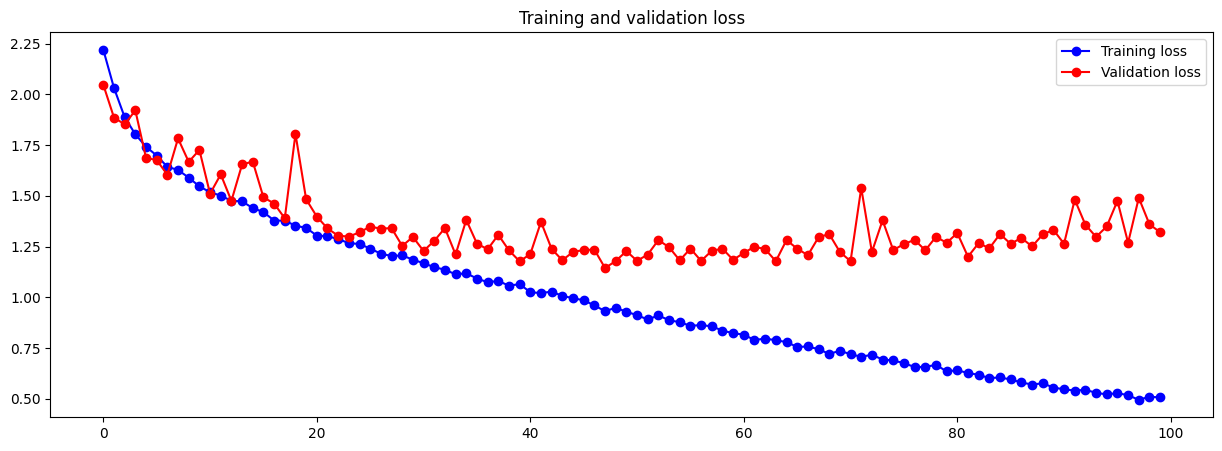 Training and validation loss
Training loss
Validation loss
2.25
2.00
1.75
1.50
1.25
1.00
0.75
0.50
0 20 40 60 80 100